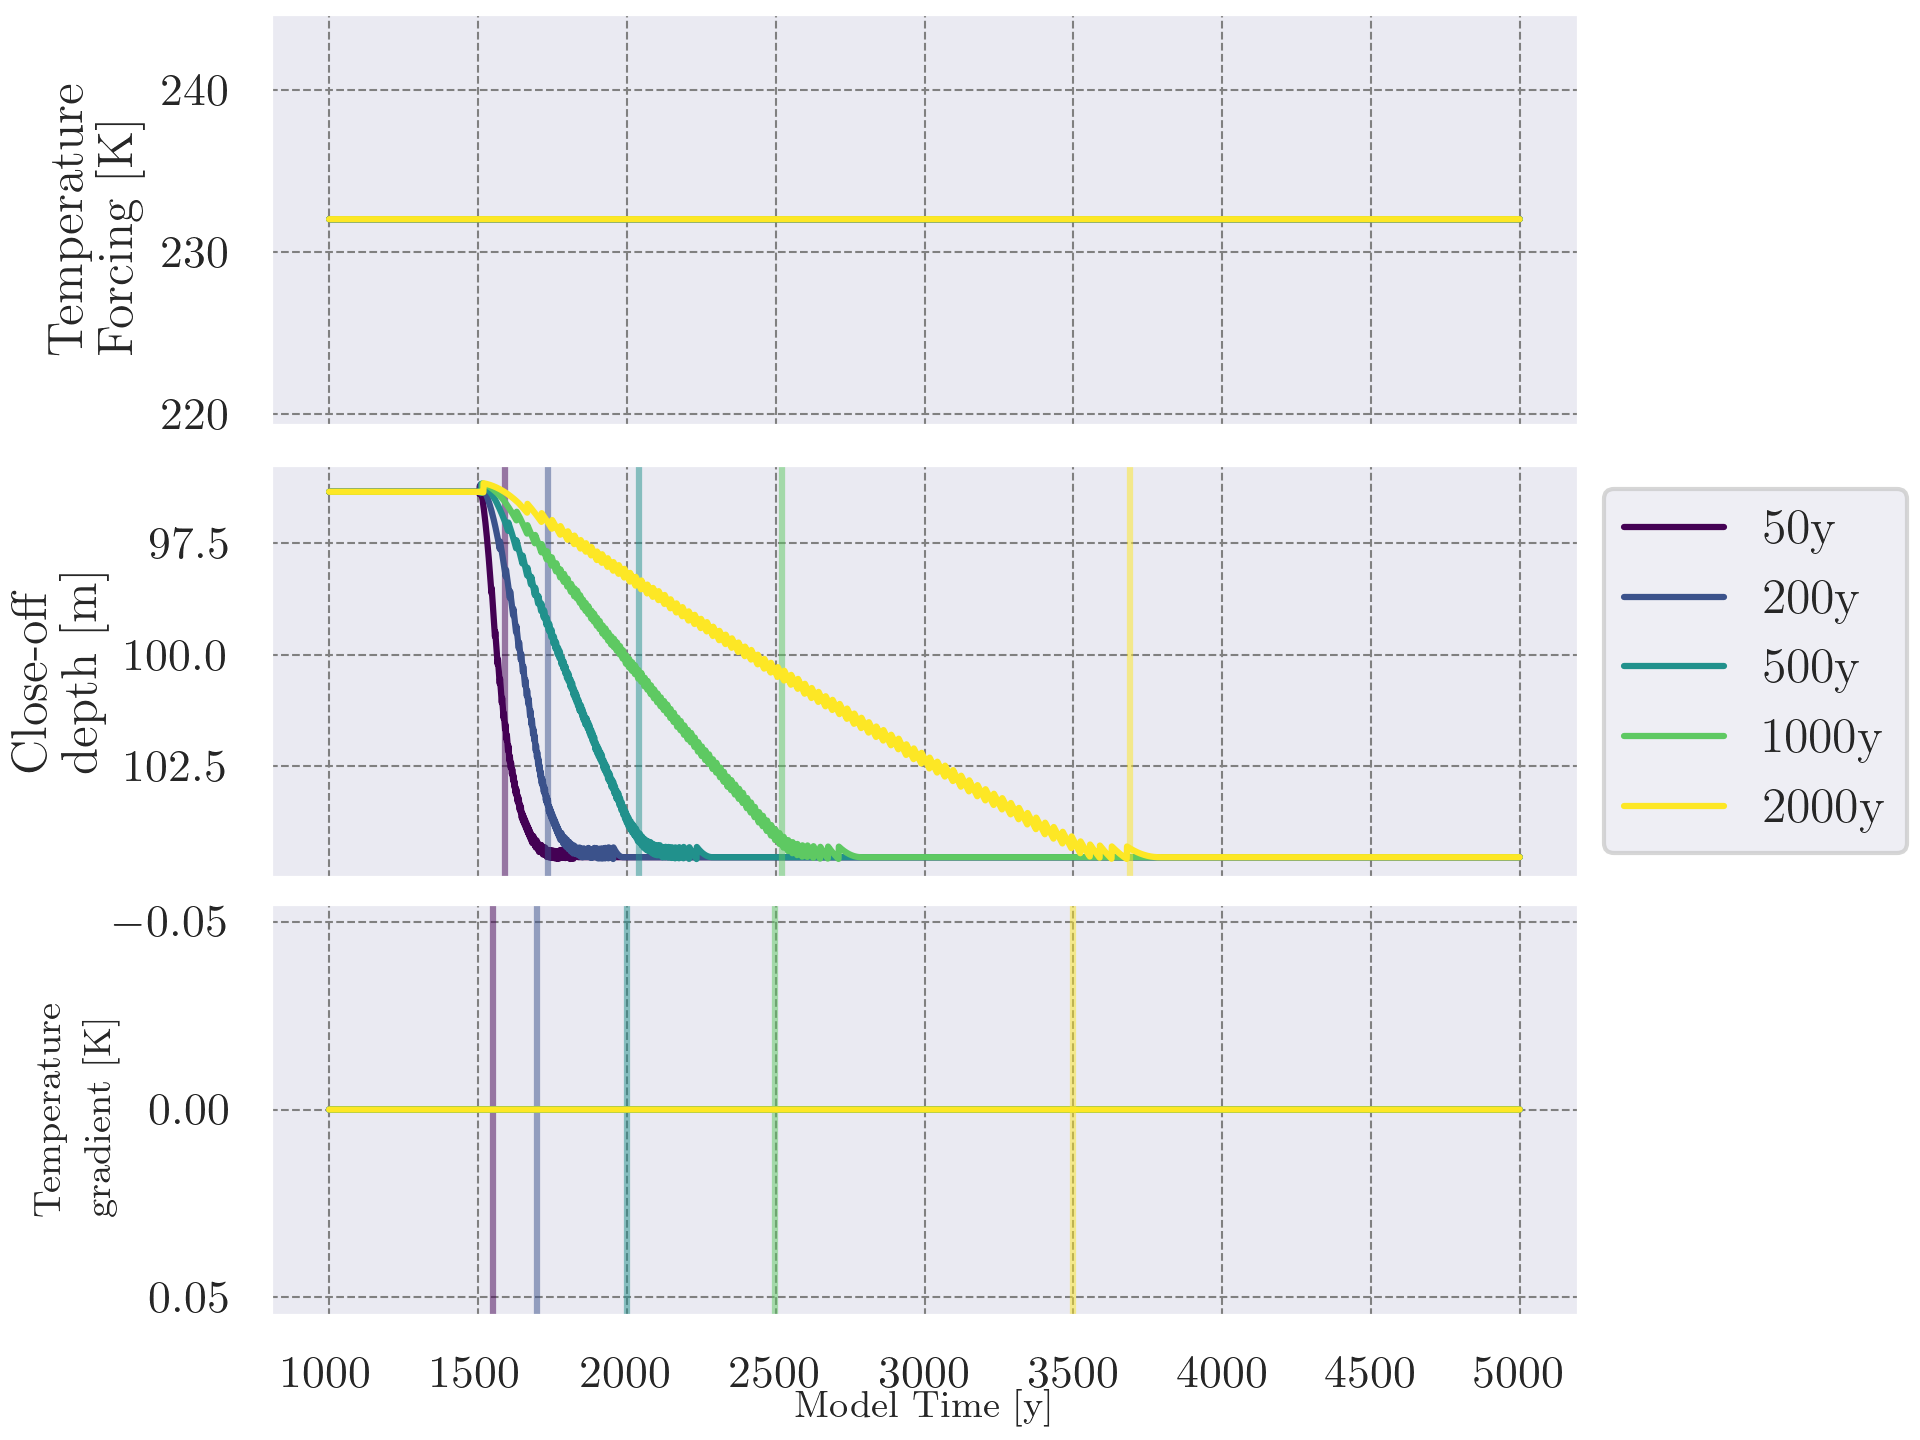 Temperature
Forcing [K]
240
230
220
Close-off
depth [m]
97.5
100.0
102.5
50y
200y
500y
1000y
2000y
Temperature
gradient [K]
−0.05
0.00
0.05
1000 1500 2000 2500 3000 3500 4000 4500 5000
Model Time [y]